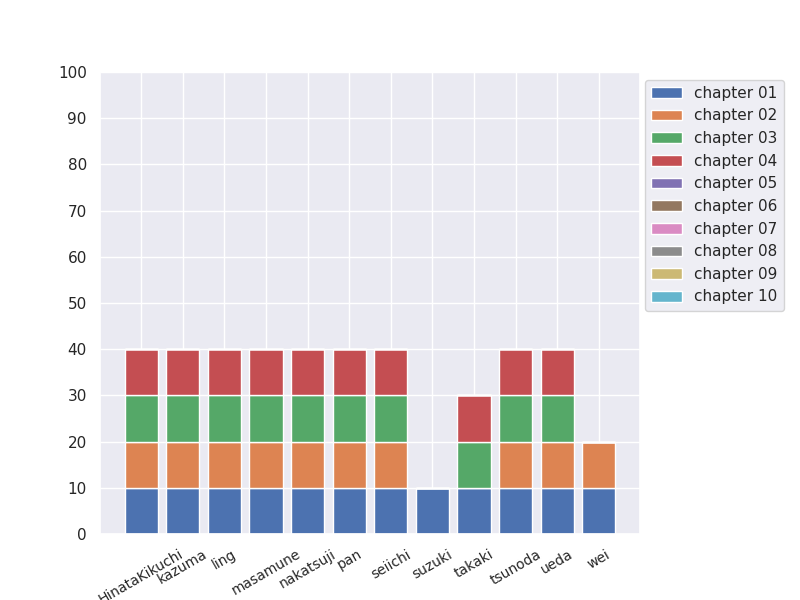 100
90
80
70
60
50
40
30
20
10
0
HinataKikuchi
kazuma
ling
masamune
nakatsuji
pan
seiichi
suzuki
takaki
tsunoda
ueda
wei
chapter 01
chapter 02
chapter 03
chapter 04
chapter 05
chapter 06
chapter 07
chapter 08
chapter 09
chapter 10